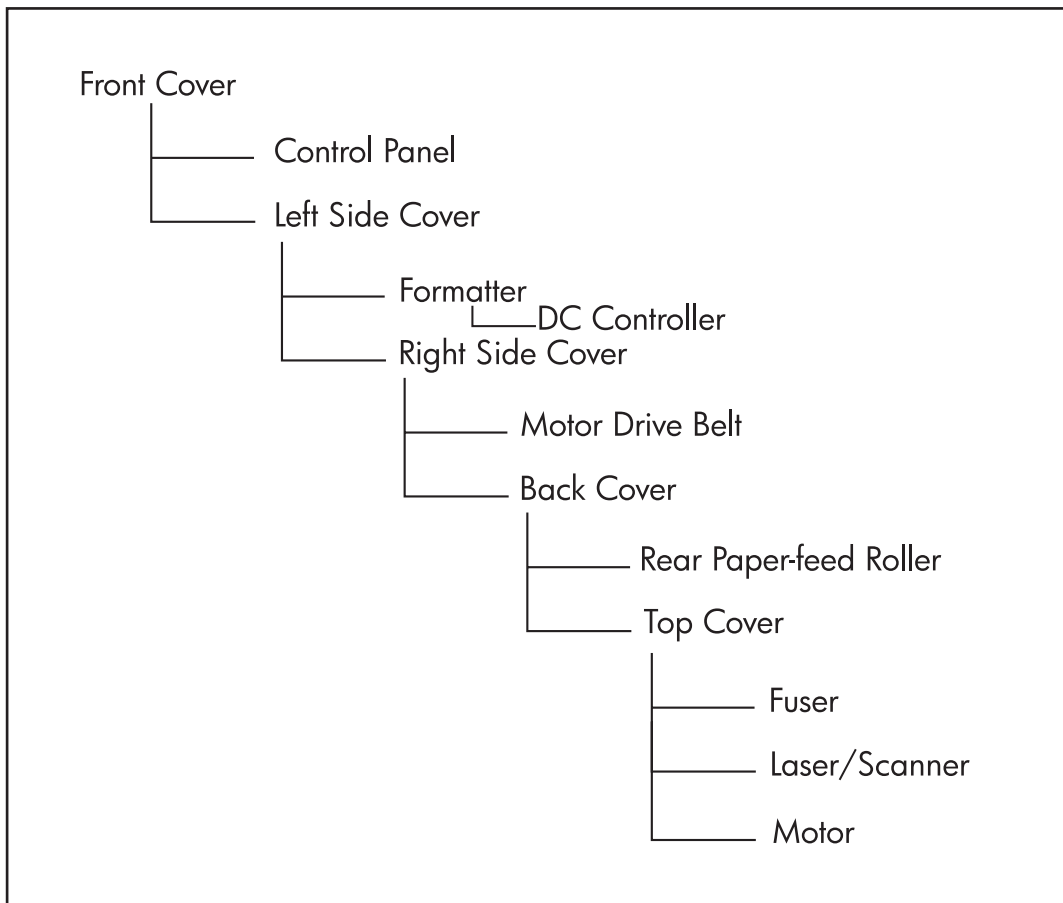 Front Cover
Control Panel
Left Side Cover
Formatter
DC Controller
Right Side Cover
Motor Drive Belt
Back Cover
Rear Paper-feed Roller
Top Cover
Fuser
Laser/Scanner
Motor